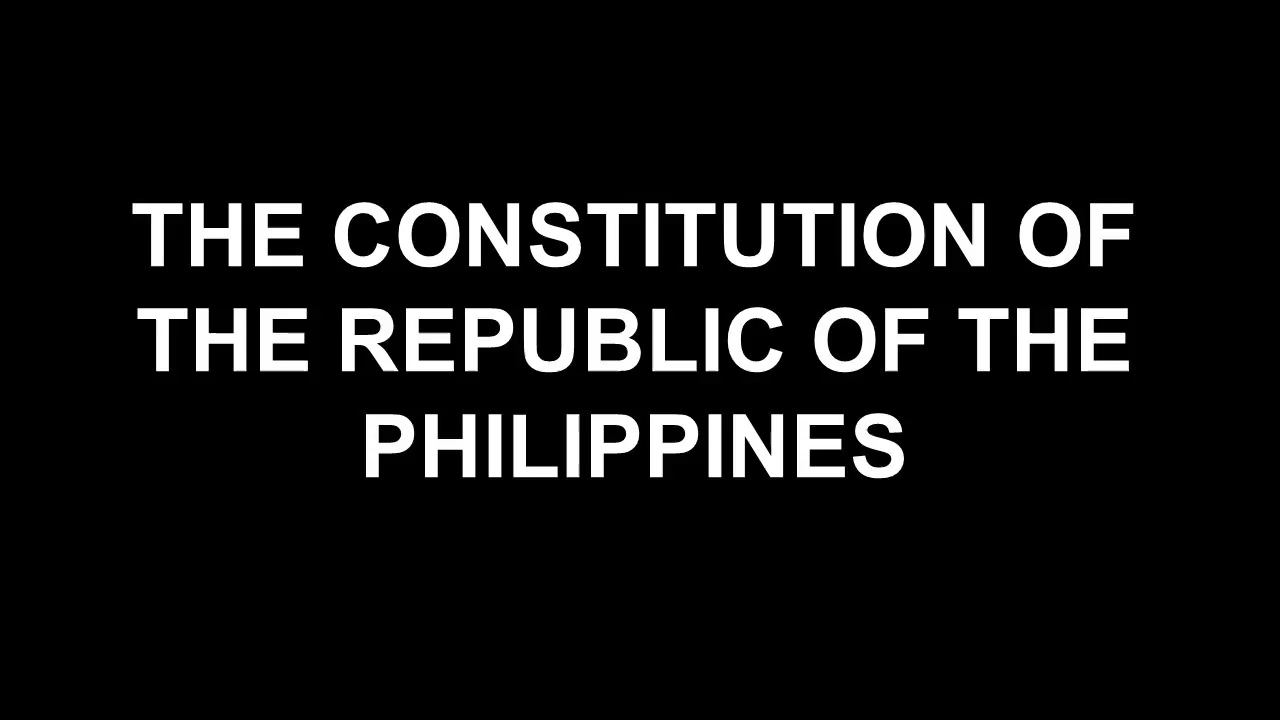 THE CONSTITUTION OF
THE REPUBLIC OF THE
PHILIPPINES